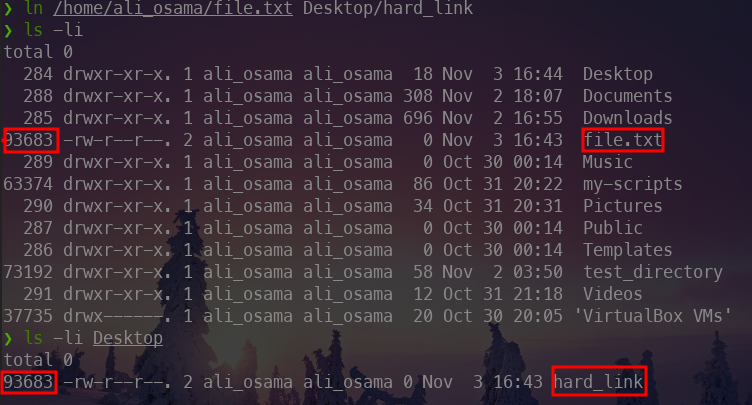 ❯ ln /home/ali_osama/file.txt Desktop/hard_link
❯ ls -li
total 0
  284 drwxr-xr-x. 1 ali_osama ali_osama  18 Nov  3 16:44  Desktop
  288 drwxr-xr-x. 1 ali_osama ali_osama 308 Nov  2 18:07  Documents
  285 drwxr-xr-x. 1 ali_osama ali_osama 696 Nov  2 16:55  Downloads
93683 -rw-r--r--. 2 ali_osama ali_osama   0 Nov  3 16:43  file.txt
  289 drwxr-xr-x. 1 ali_osama ali_osama   0 Oct 30 00:14  Music
63374 drwxr-xr-x. 1 ali_osama ali_osama  86 Oct 31 20:22  my-scripts
  290 drwxr-xr-x. 1 ali_osama ali_osama  34 Oct 31 20:31  Pictures
  287 drwxr-xr-x. 1 ali_osama ali_osama   0 Oct 30 00:14  Public
  286 drwxr-xr-x. 1 ali_osama ali_osama   0 Oct 30 00:14  Templates
73192 drwxr-xr-x. 1 ali_osama ali_osama  58 Nov  2 03:50  test_directory
  291 drwxr-xr-x. 1 ali_osama ali_osama  12 Oct 31 21:18  Videos
37735 drwx------. 1 ali_osama ali_osama  20 Oct 30 20:05 'VirtualBox VMs'
❯ ls -li Desktop
total 0
93683 -rw-r--r--. 2 ali_osama ali_osama 0 Nov  3 16:43 hard_link